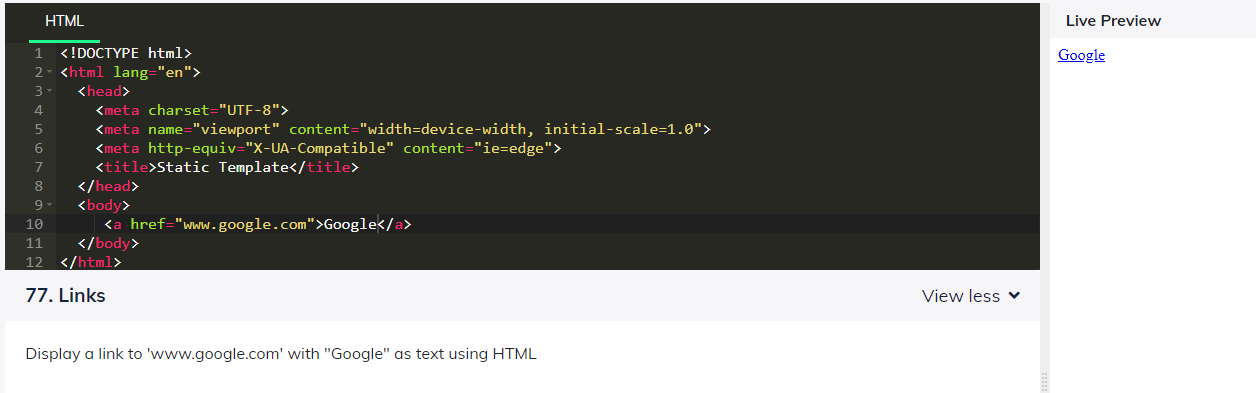 HTML
Live Preview
1 <!DOCTYPE html>
Google
2 <html lang="en">
3 <head>
4 <meta charset="UTF-8">
5 <meta name="viewport" content="width=device-width, initial-scale=1.0">
6 <meta http-equiv="X-UA-Compatible" content="ie=edge">
7 <title>Static Template</title>
8 </head>
9 <body>
10 <a href="www.google.com">Google</a>
11 </body>
12 </html>
77. Links View less
Display a link to 'www.google.com' with "Google" as text using HTML